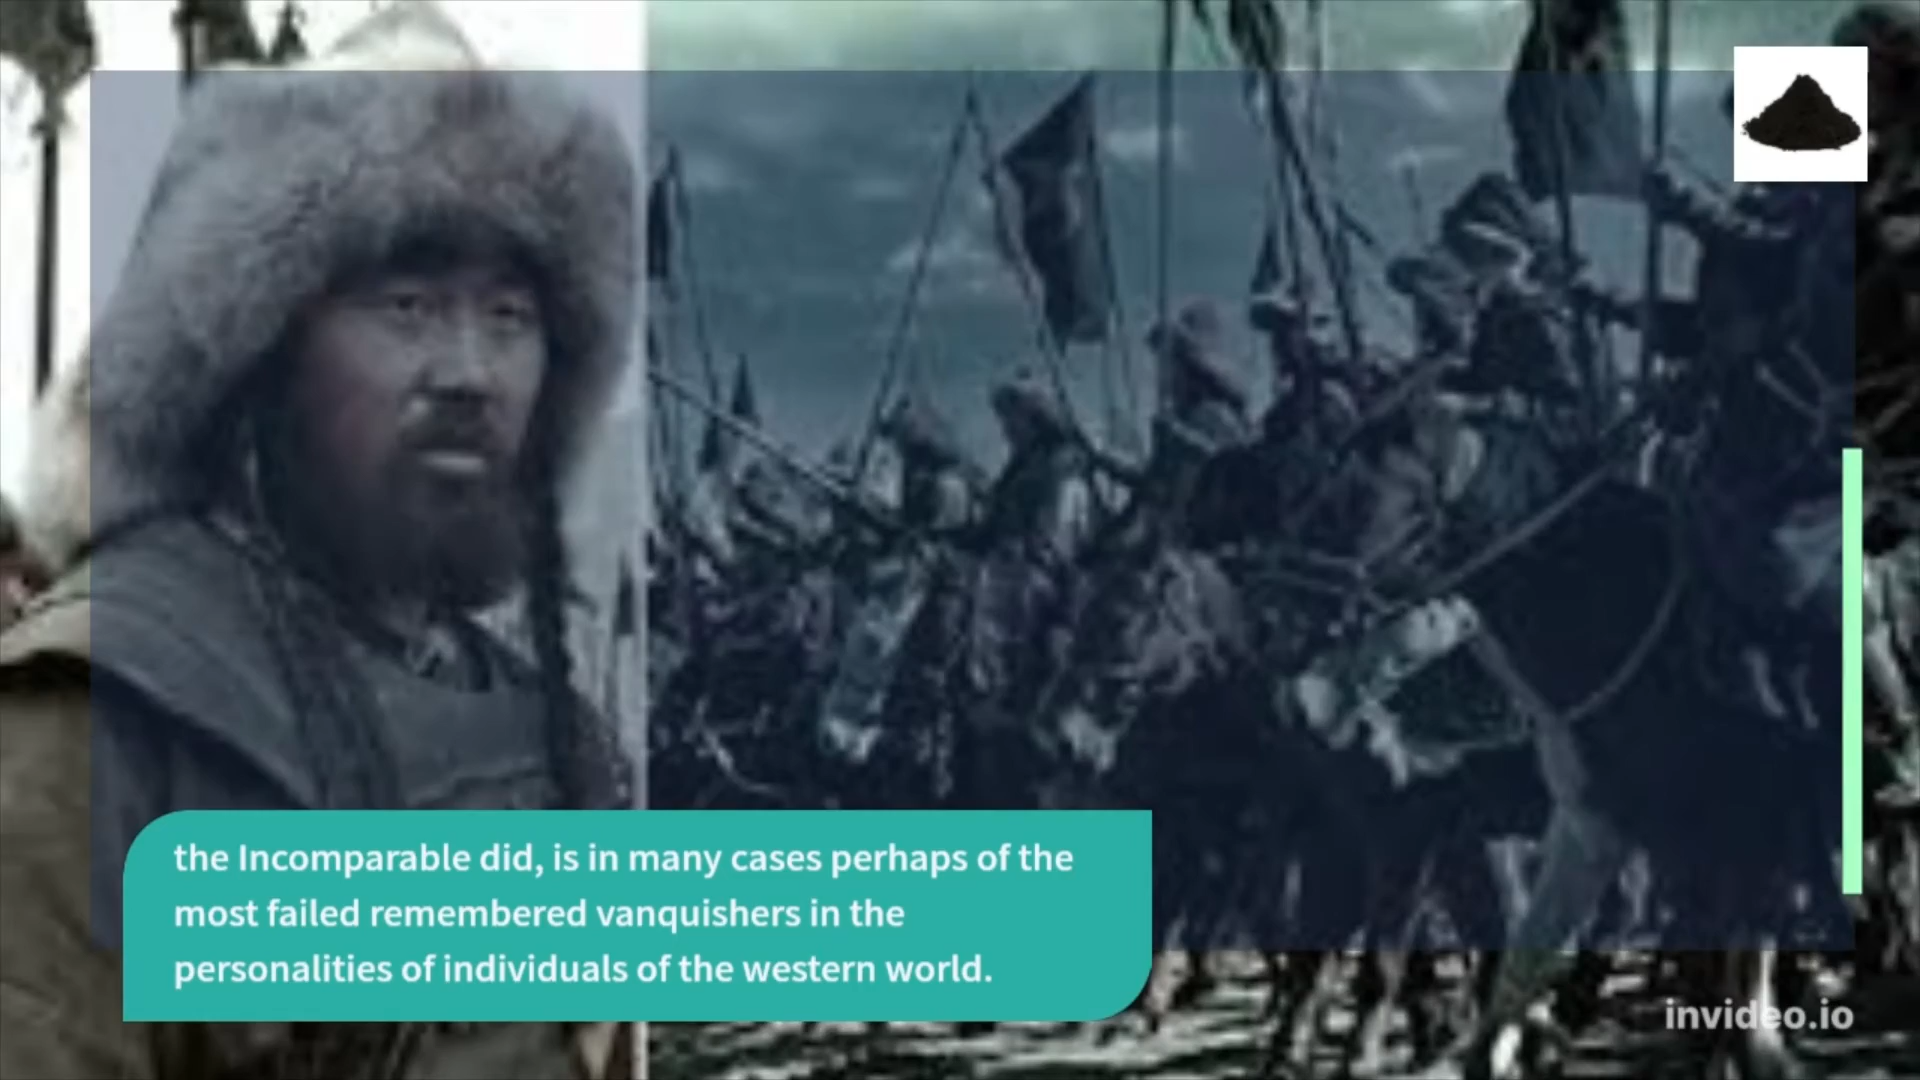 the Incomparable did, is in many cases perhaps of the
most failed remembered vanquishers in the
personalities of individuals of the western world.
invideo.io